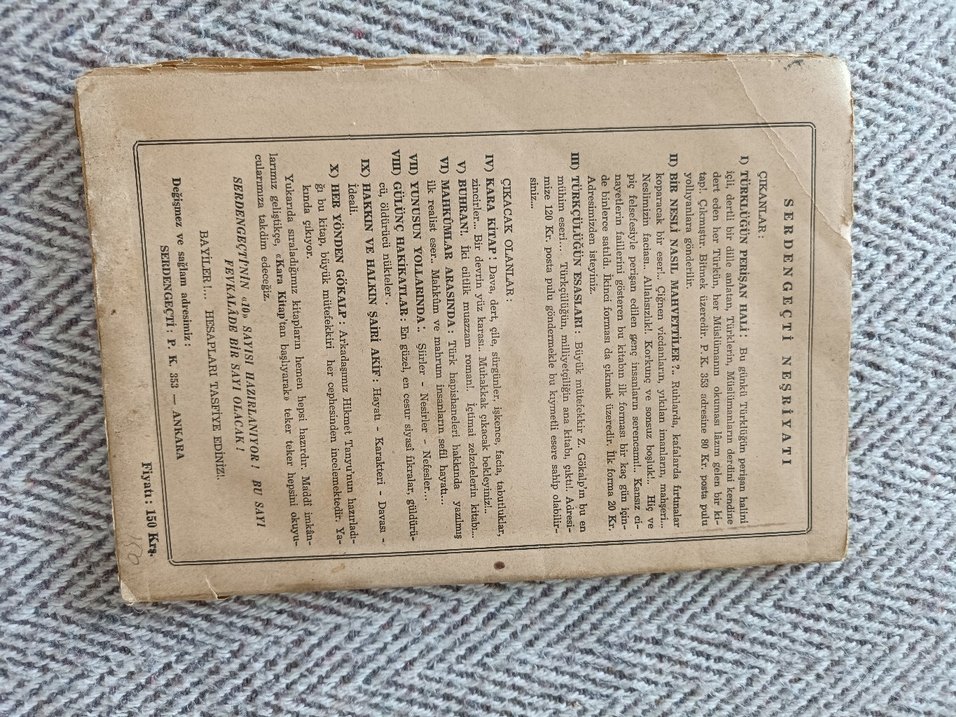 SERDENGEÇTİ NEŞRİYATI
ÇIKANLAR :
I) TÜRKLÜĞÜN PERİŞAN HALİ : Bu günkü Türklüğün perişan halini
içli, dertli bir dille anlatan, Türklerin, Müslümanların derdini kendine
dert eden her Türkün, her Müslümanın okuması lâzım gelen bir ki-
tap!. Çıkmıştır. Bitmek üzeredir. P. K. 353 adresine 80 Kr. posta pulu
yollıyanlara gönderilir.
II) BİR NESLİ NASIL MAHVETTİLER ?.. Ruhlarda, kafalarda fırtınalar
koparacak bir eser!.. Çiğnen vicdanların, yıkılan imanların, mahşeri..
Neslimizin faciası.. Allahsızlık!. Korkunç ve sonsuz boşluk!.. Hiç ve
piç felsefesiyle perişan edilen genç insanların serencamı!.. Kansız ci-
nayetlerin faillerini gösteren bu kitabın ilk forması bir kaç gün için-
de binlerce satıldı. İkinci forması da çıkmak üzeredir. İlk forma 20 Kr.
Adresimizden isteyiniz.
III) TÜRKÇÜLÜĞÜN ESASLARI : Büyük mütefekkir Z. Gökalp'ın bu en
mühim eseri... Türkçülüğün, milliyetçiliğin ana kitabı, çıktı!. Adresi-
mize 120 Kr. posta pulu göndermekle bu kıymetli esere sahip olabilir-
siniz...
ÇIKACAK OLANLAR :
IV) KARA KİTAP : Dava, dert, çile, sürgünler, işkence, facia, tabutluklar,
zincirler... Bir devrin yüz karası.. Muhakkak çıkacak bekleyiniz!..
V) BUHRAN!. İki ciltlik muazzam roman!. İçtimaî zelzelelerin kitabı...
VI) MAHKÛMLAR ARASINDA : Türk hapishaneleri hakkında yazılmış
ilk realist eser.. Mahkûm ve mahrum insanların sefil hayatı...
VII) YUNUSUN YOLLARINDA : Şiirler - Nesirler - Nefesler...
VIII) GÜLÜNÇ HAKİKATLAR : En güzel, en cesur siyasî fıkralar, güldürü-
cü, öldürücü nükteler .
IX) HAKKIN VE HALKIN ŞAİRİ AKİF : Hayatı - Karakteri - Davası -
İdeali.
X) HER YÖNDEN GÖKALP : Arkadaşımız Hikmet Tanyu'nun hazırladı-
ğı bu kitap, büyük mütefekkiri her cephesinden incelemektedir. Ya-
kında çıkıyor.
Yukarıda sıraladığımız kitapların hemen hepsi hazırdır. Maddî imkân-
larımız geliştikçe, «Kara Kitap'tan başlıyarak» teker teker hepsini okuyu-
cularımıza takdim edeceğiz.
SERDENGEÇTİ'NİN «10» SAYISI HAZIRLANIYOR ! BU SAYI
FEVKALÂDE BİR SAYI OLACAK !
BAYİLER !... HESAPLARI TASFİYE EDİNİZ!..
Değişmez ve sağlam adresimiz :
SERDENGEÇTİ : P. K. 353 — ANKARA
Fiyatı : 150 Krş.